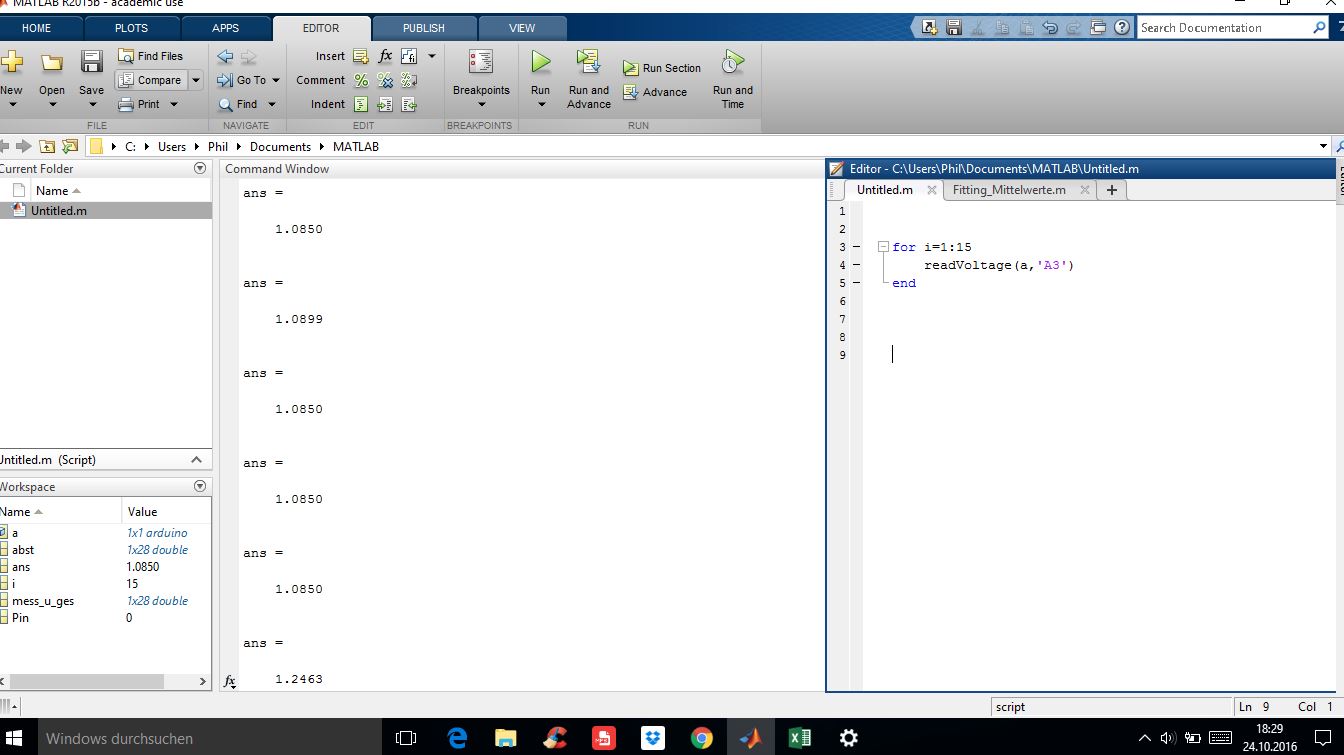 MATLAB R2015b - academic use
HOME PLOTS APPS EDITOR PUBLISH VIEW
Search Documentation
New Open Save
Find Files
Compare
Print
FILE
Go To
Find
NAVIGATE
Insert
Comment
Indent
EDIT
Breakpoints
BREAKPOINTS
Run
Run and Advance
Run Section
Advance
Run and Time
RUN
C: Users Phil Documents MATLAB
Current Folder
Name
Untitled.m
Untitled.m (Script)
Workspace
Name Value
a 1x1 arduino
abst 1x28 double
ans 1.0850
i 15
mess_u_ges 1x28 double
Pin 0
Command Window
ans =
1.0850
ans =
1.0899
ans =
1.0850
ans =
1.0850
ans =
1.0850
ans =
1.2463
fx
Editor - C:\Users\Phil\Documents\MATLAB\Untitled.m
Untitled.m Fitting_Mittelwerte.m
1
2
3 for i=1:15
4 readVoltage(a,'A3')
5 end
6
7
8
9
script
Ln 9 Col 1
Windows durchsuchen
18:29
24.10.2016